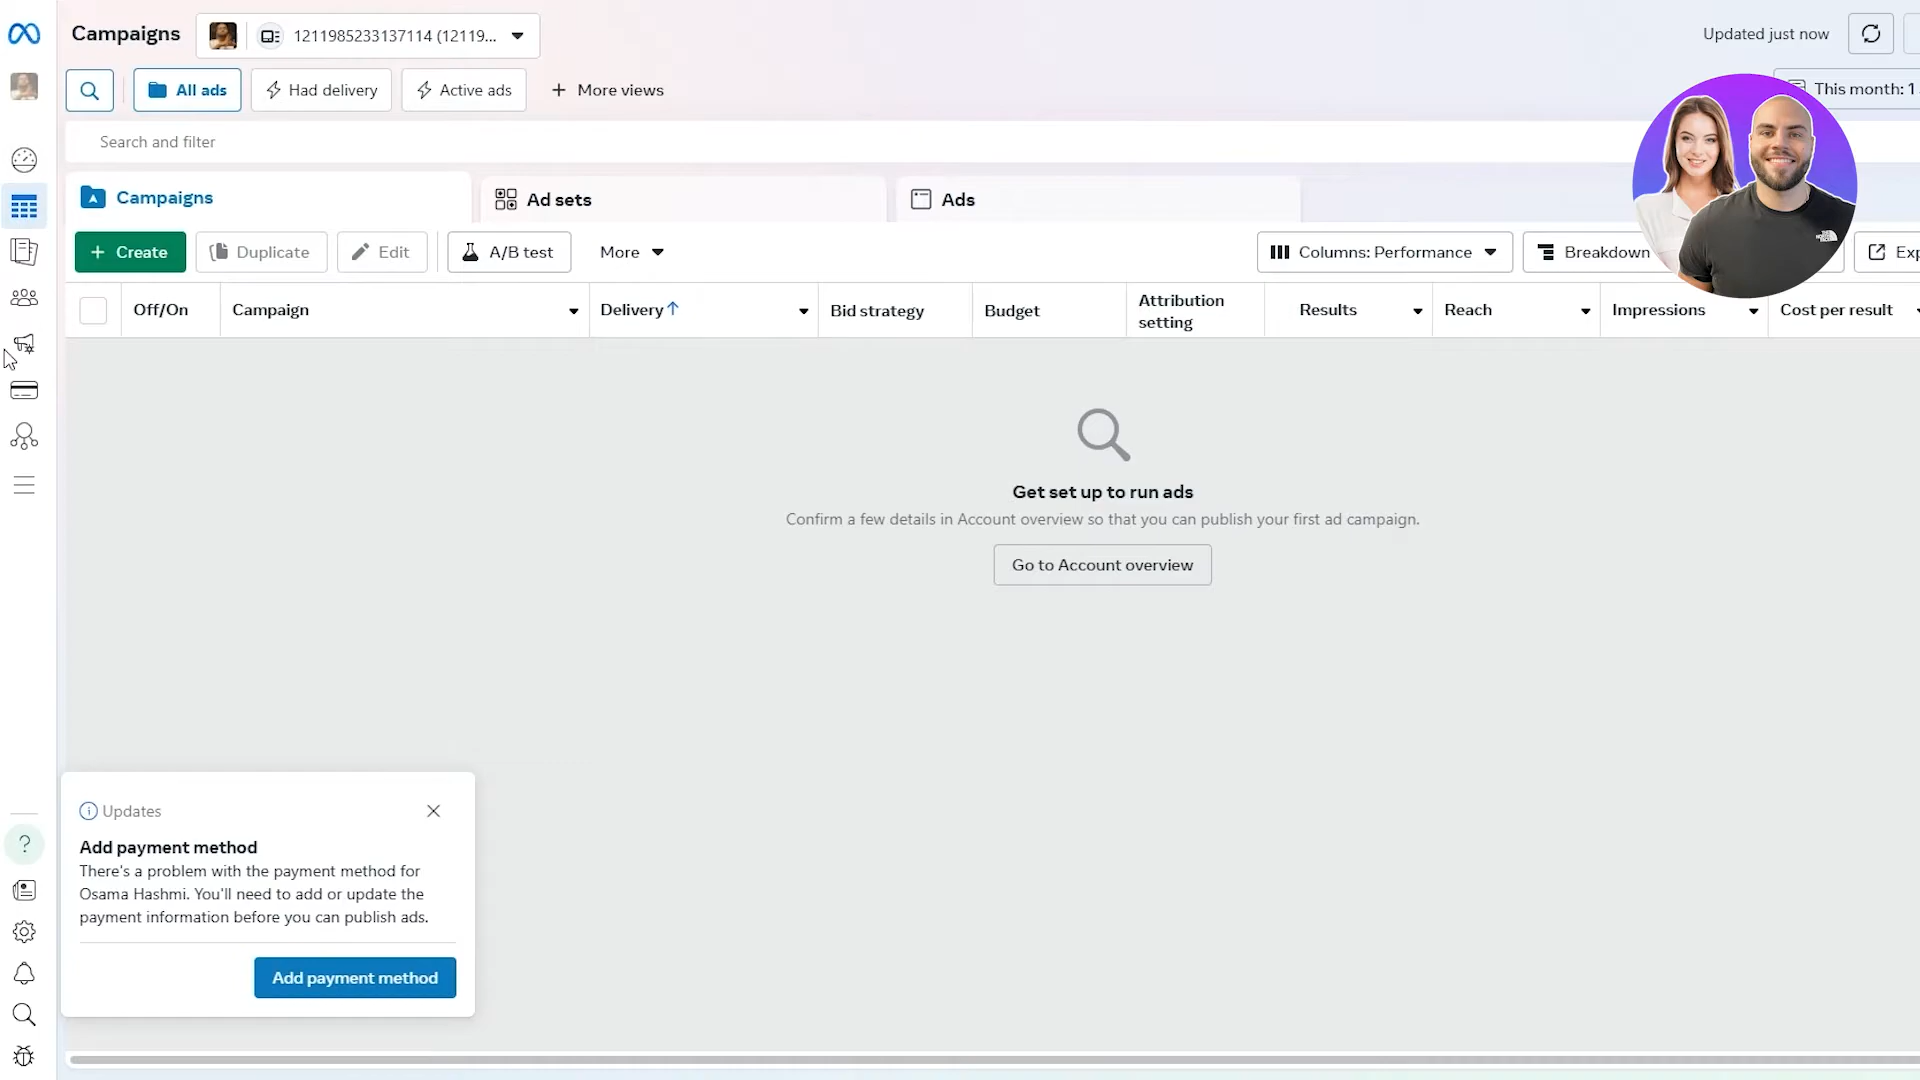 Campaigns
1211985233137114 (12119...
Updated just now
All ads
Had delivery
Active ads
+ More views
This month: 1
Search and filter
Campaigns
Ad sets
Ads
+ Create
Duplicate
Edit
A/B test
More
Columns: Performance
Breakdown
Exp
Off/On
Campaign
Delivery↑
Bid strategy
Budget
Attribution
setting
Results
Reach
Impressions
Cost per result
Get set up to run ads
Confirm a few details in Account overview so that you can publish your first ad campaign.
Go to Account overview
Updates
Add payment method
There's a problem with the payment method for
Osama Hashmi. You'll need to add or update the
payment information before you can publish ads.
Add payment method
?